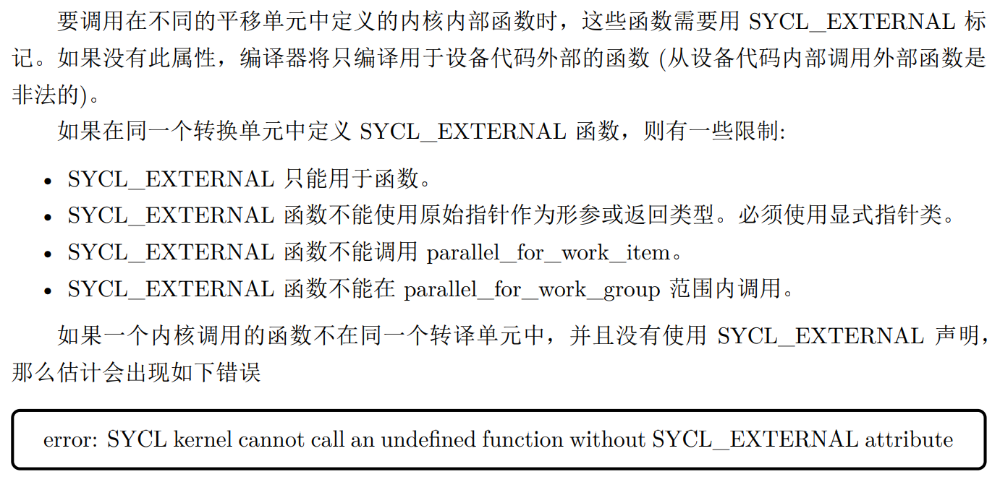 要调用在不同的平移单元中定义的内核内部函数时，这些函数需要用 SYCL_EXTERNAL 标
记。如果没有此属性，编译器将只编译用于设备代码外部的函数 (从设备代码内部调用外部函数是
非法的)。
如果在同一个转换单元中定义 SYCL_EXTERNAL 函数，则有一些限制:
• SYCL_EXTERNAL 只能用于函数。
• SYCL_EXTERNAL 函数不能使用原始指针作为形参或返回类型。必须使用显式指针类。
• SYCL_EXTERNAL 函数不能调用 parallel_for_work_item。
• SYCL_EXTERNAL 函数不能在 parallel_for_work_group 范围内调用。
如果一个内核调用的函数不在同一个转译单元中，并且没有使用 SYCL_EXTERNAL 声明，
那么估计会出现如下错误
error: SYCL kernel cannot call an undefined function without SYCL_EXTERNAL attribute